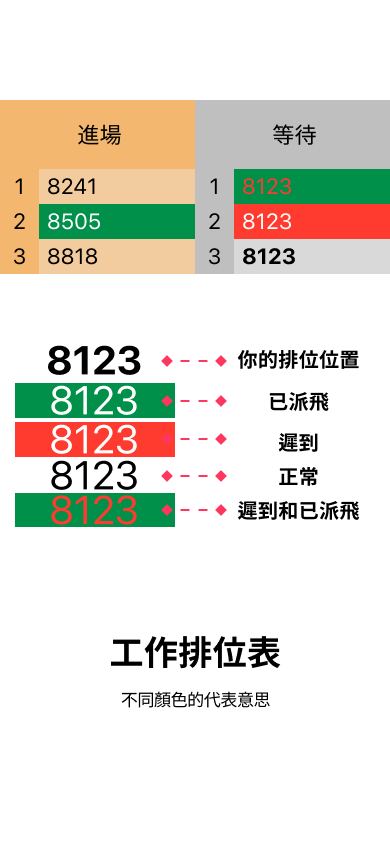 進場 等待
1 8241 1 8123
2 8505 2 8123
3 8818 3 8123
8123 你的排位位置
8123 已派飛
8123 遲到
8123 正常
8123 遲到和已派飛
工作排位表
不同顏色的代表意思